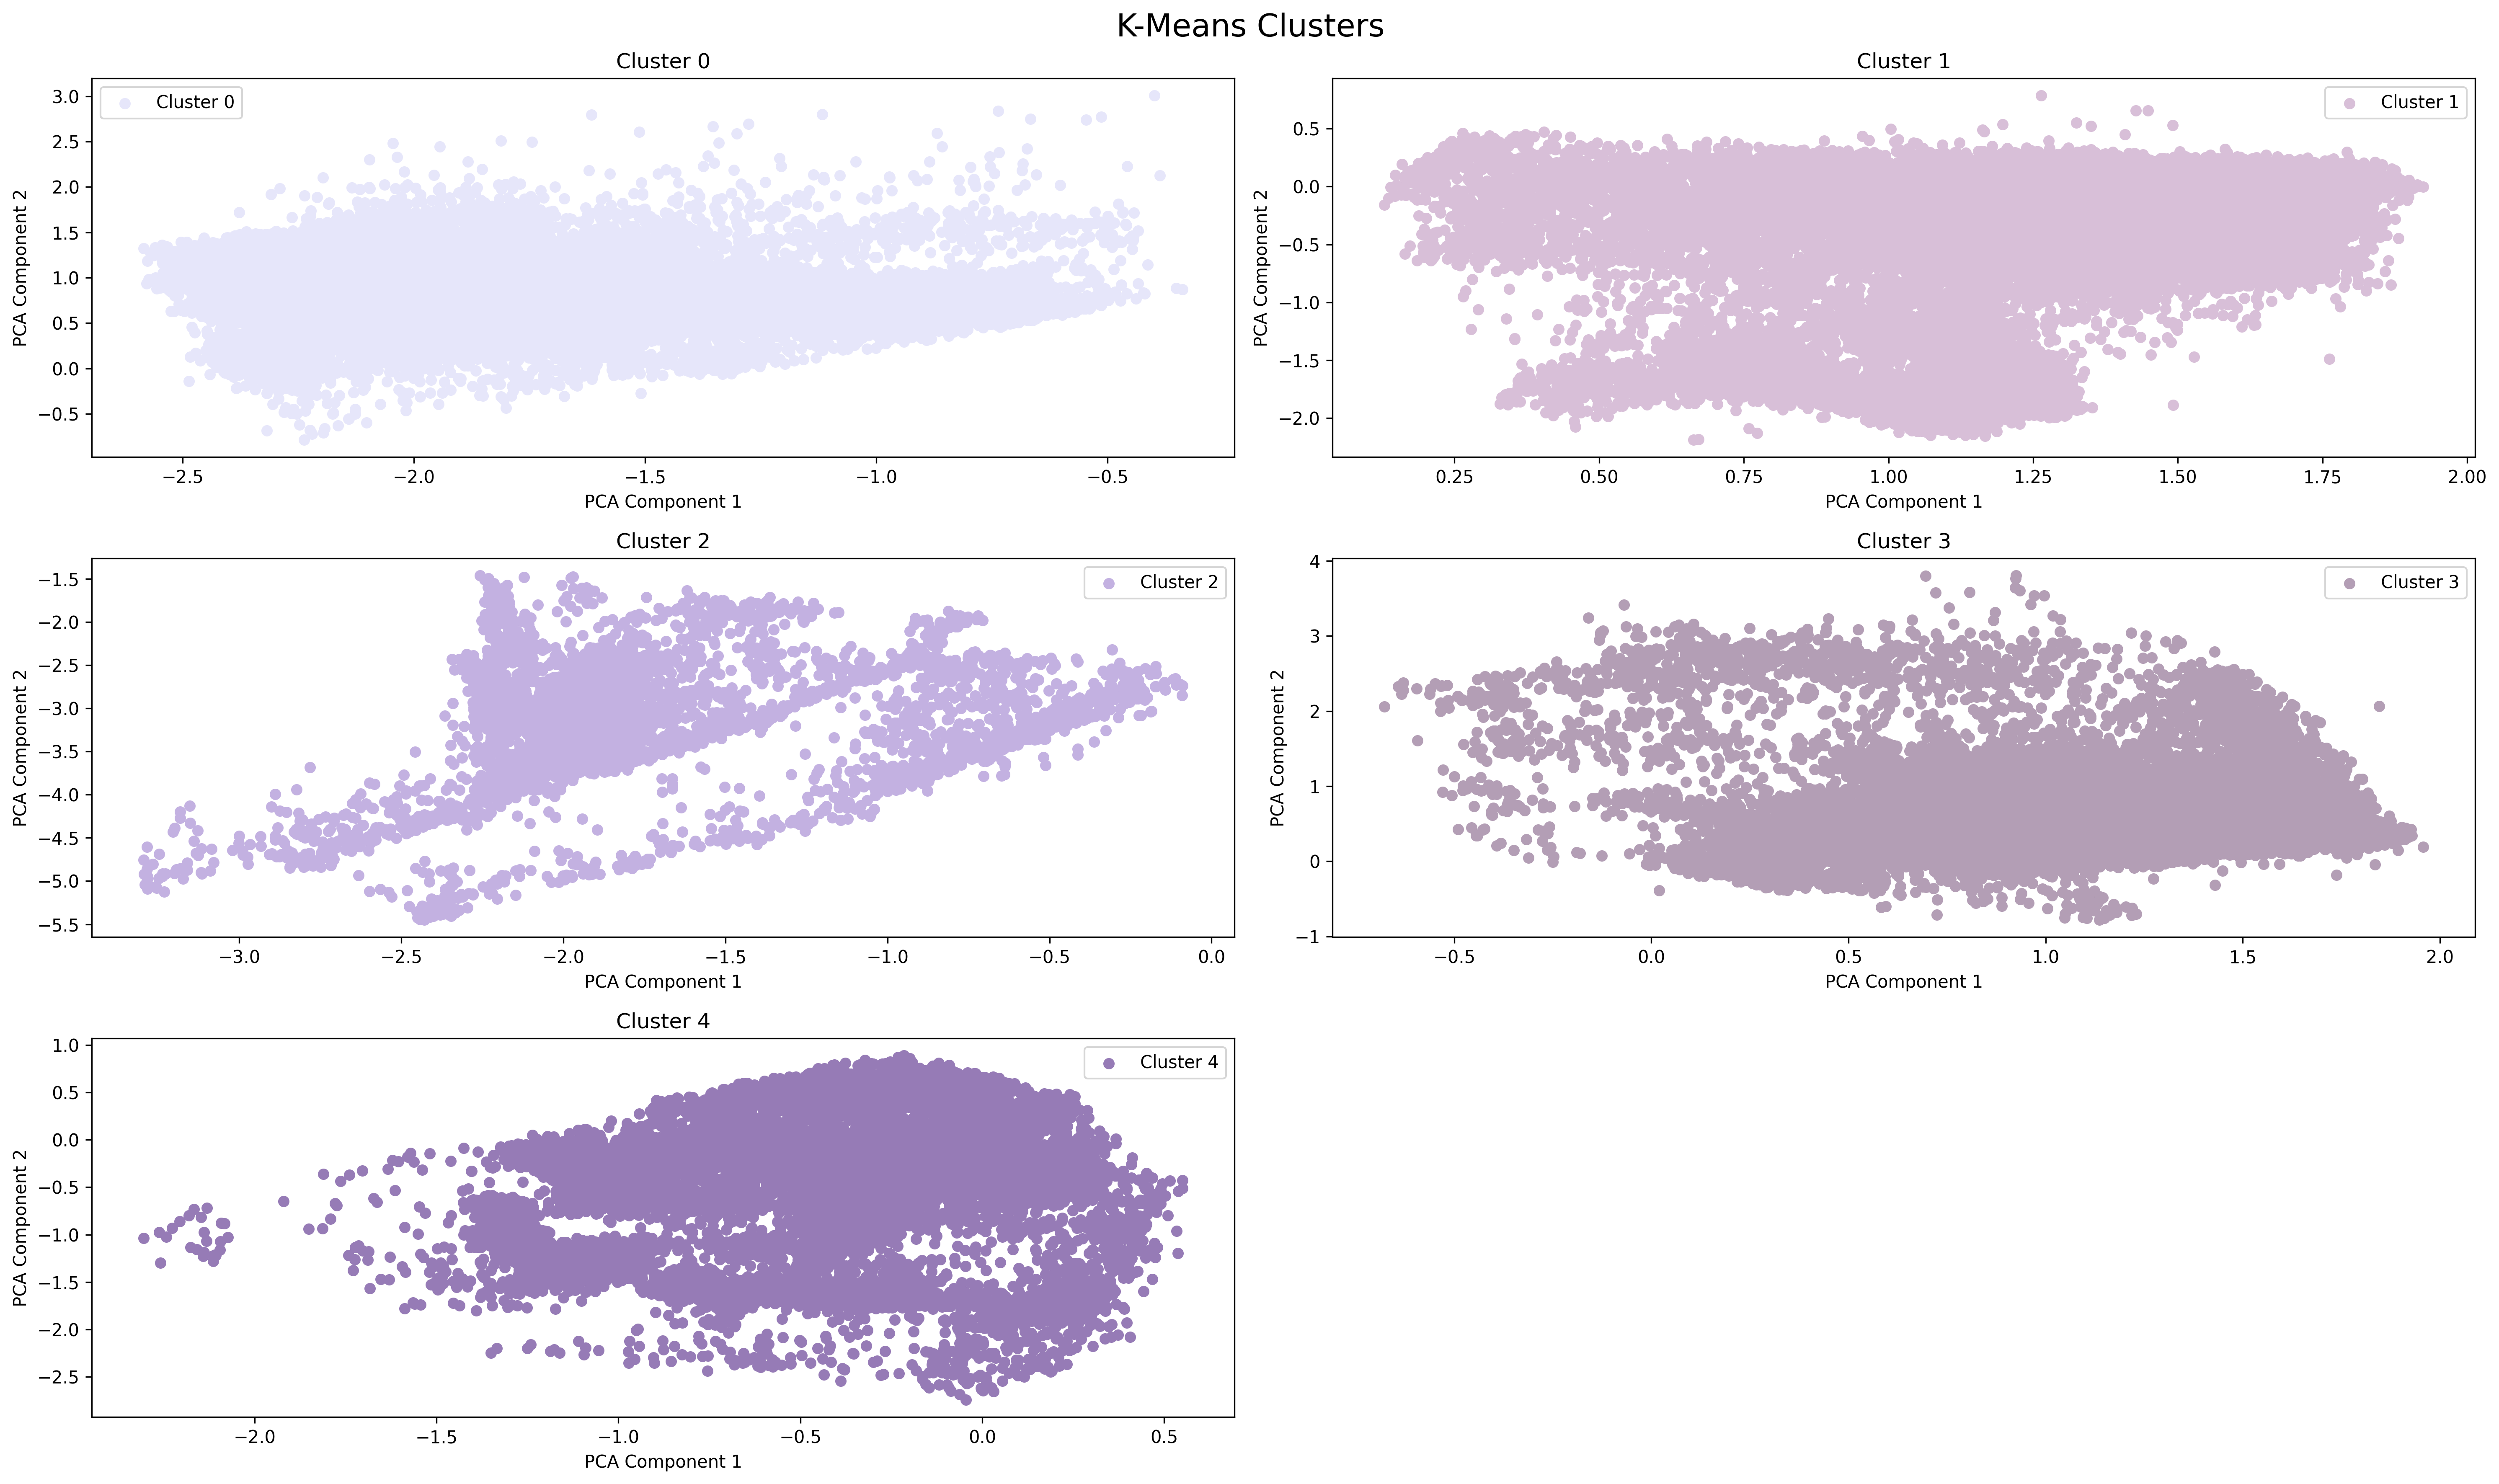 K-Means Clusters
Cluster 0
Cluster 0
3.0
2.5
2.0
1.5
1.0
0.5
0.0
−0.5
PCA Component 2
−2.5 −2.0 −1.5 −1.0 −0.5
PCA Component 1
Cluster 1
Cluster 1
0.5
0.0
−0.5
−1.0
−1.5
−2.0
PCA Component 2
0.25 0.50 0.75 1.00 1.25 1.50 1.75 2.00
PCA Component 1
Cluster 2
Cluster 2
−1.5
−2.0
−2.5
−3.0
−3.5
−4.0
−4.5
−5.0
−5.5
PCA Component 2
−3.0 −2.5 −2.0 −1.5 −1.0 −0.5 0.0
PCA Component 1
Cluster 3
Cluster 3
4
3
2
1
0
−1
PCA Component 2
−0.5 0.0 0.5 1.0 1.5 2.0
PCA Component 1
Cluster 4
Cluster 4
1.0
0.5
0.0
−0.5
−1.0
−1.5
−2.0
−2.5
PCA Component 2
−2.0 −1.5 −1.0 −0.5 0.0 0.5
PCA Component 1